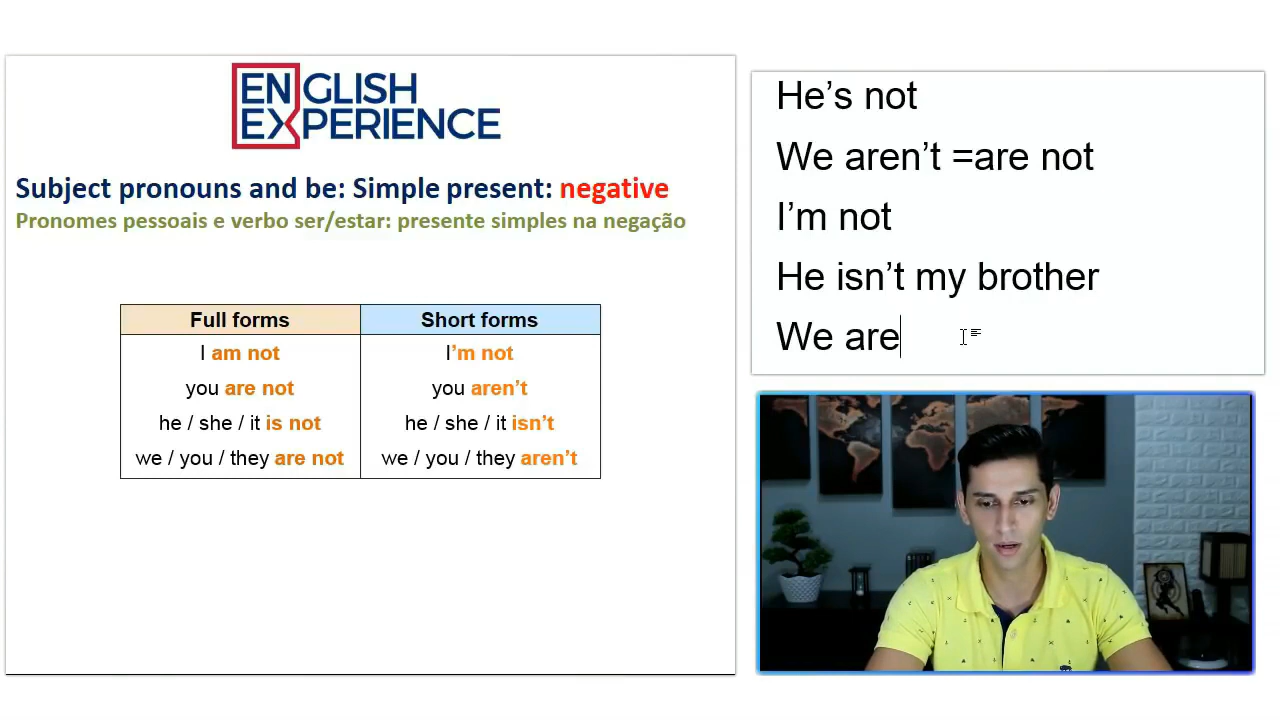 ENGLISH
EXPERIENCE
Subject pronouns and be: Simple present: negative
Pronomes pessoais e verbo ser/estar: presente simples na negação
Full forms Short forms
I am not I’m not
you are not you aren’t
he / she / it is not he / she / it isn’t
we / you / they are not we / you / they aren’t
He’s not
We aren’t =are not
I’m not
He isn’t my brother
We are